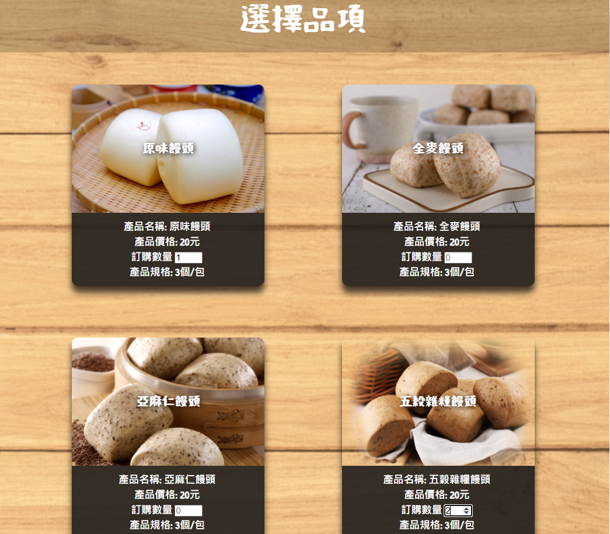 選擇品項
原味饅頭
產品名稱: 原味饅頭
產品價格: 20元
訂購數量 1
產品規格: 3個/包
全麥饅頭
產品名稱: 全麥饅頭
產品價格: 20元
訂購數量 0
產品規格: 3個/包
亞麻仁饅頭
產品名稱: 亞麻仁饅頭
產品價格: 20元
訂購數量 0
產品規格: 3個/包
五穀雜糧饅頭
產品名稱: 五穀雜糧饅頭
產品價格: 20元
訂購數量 2
產品規格: 3個/包